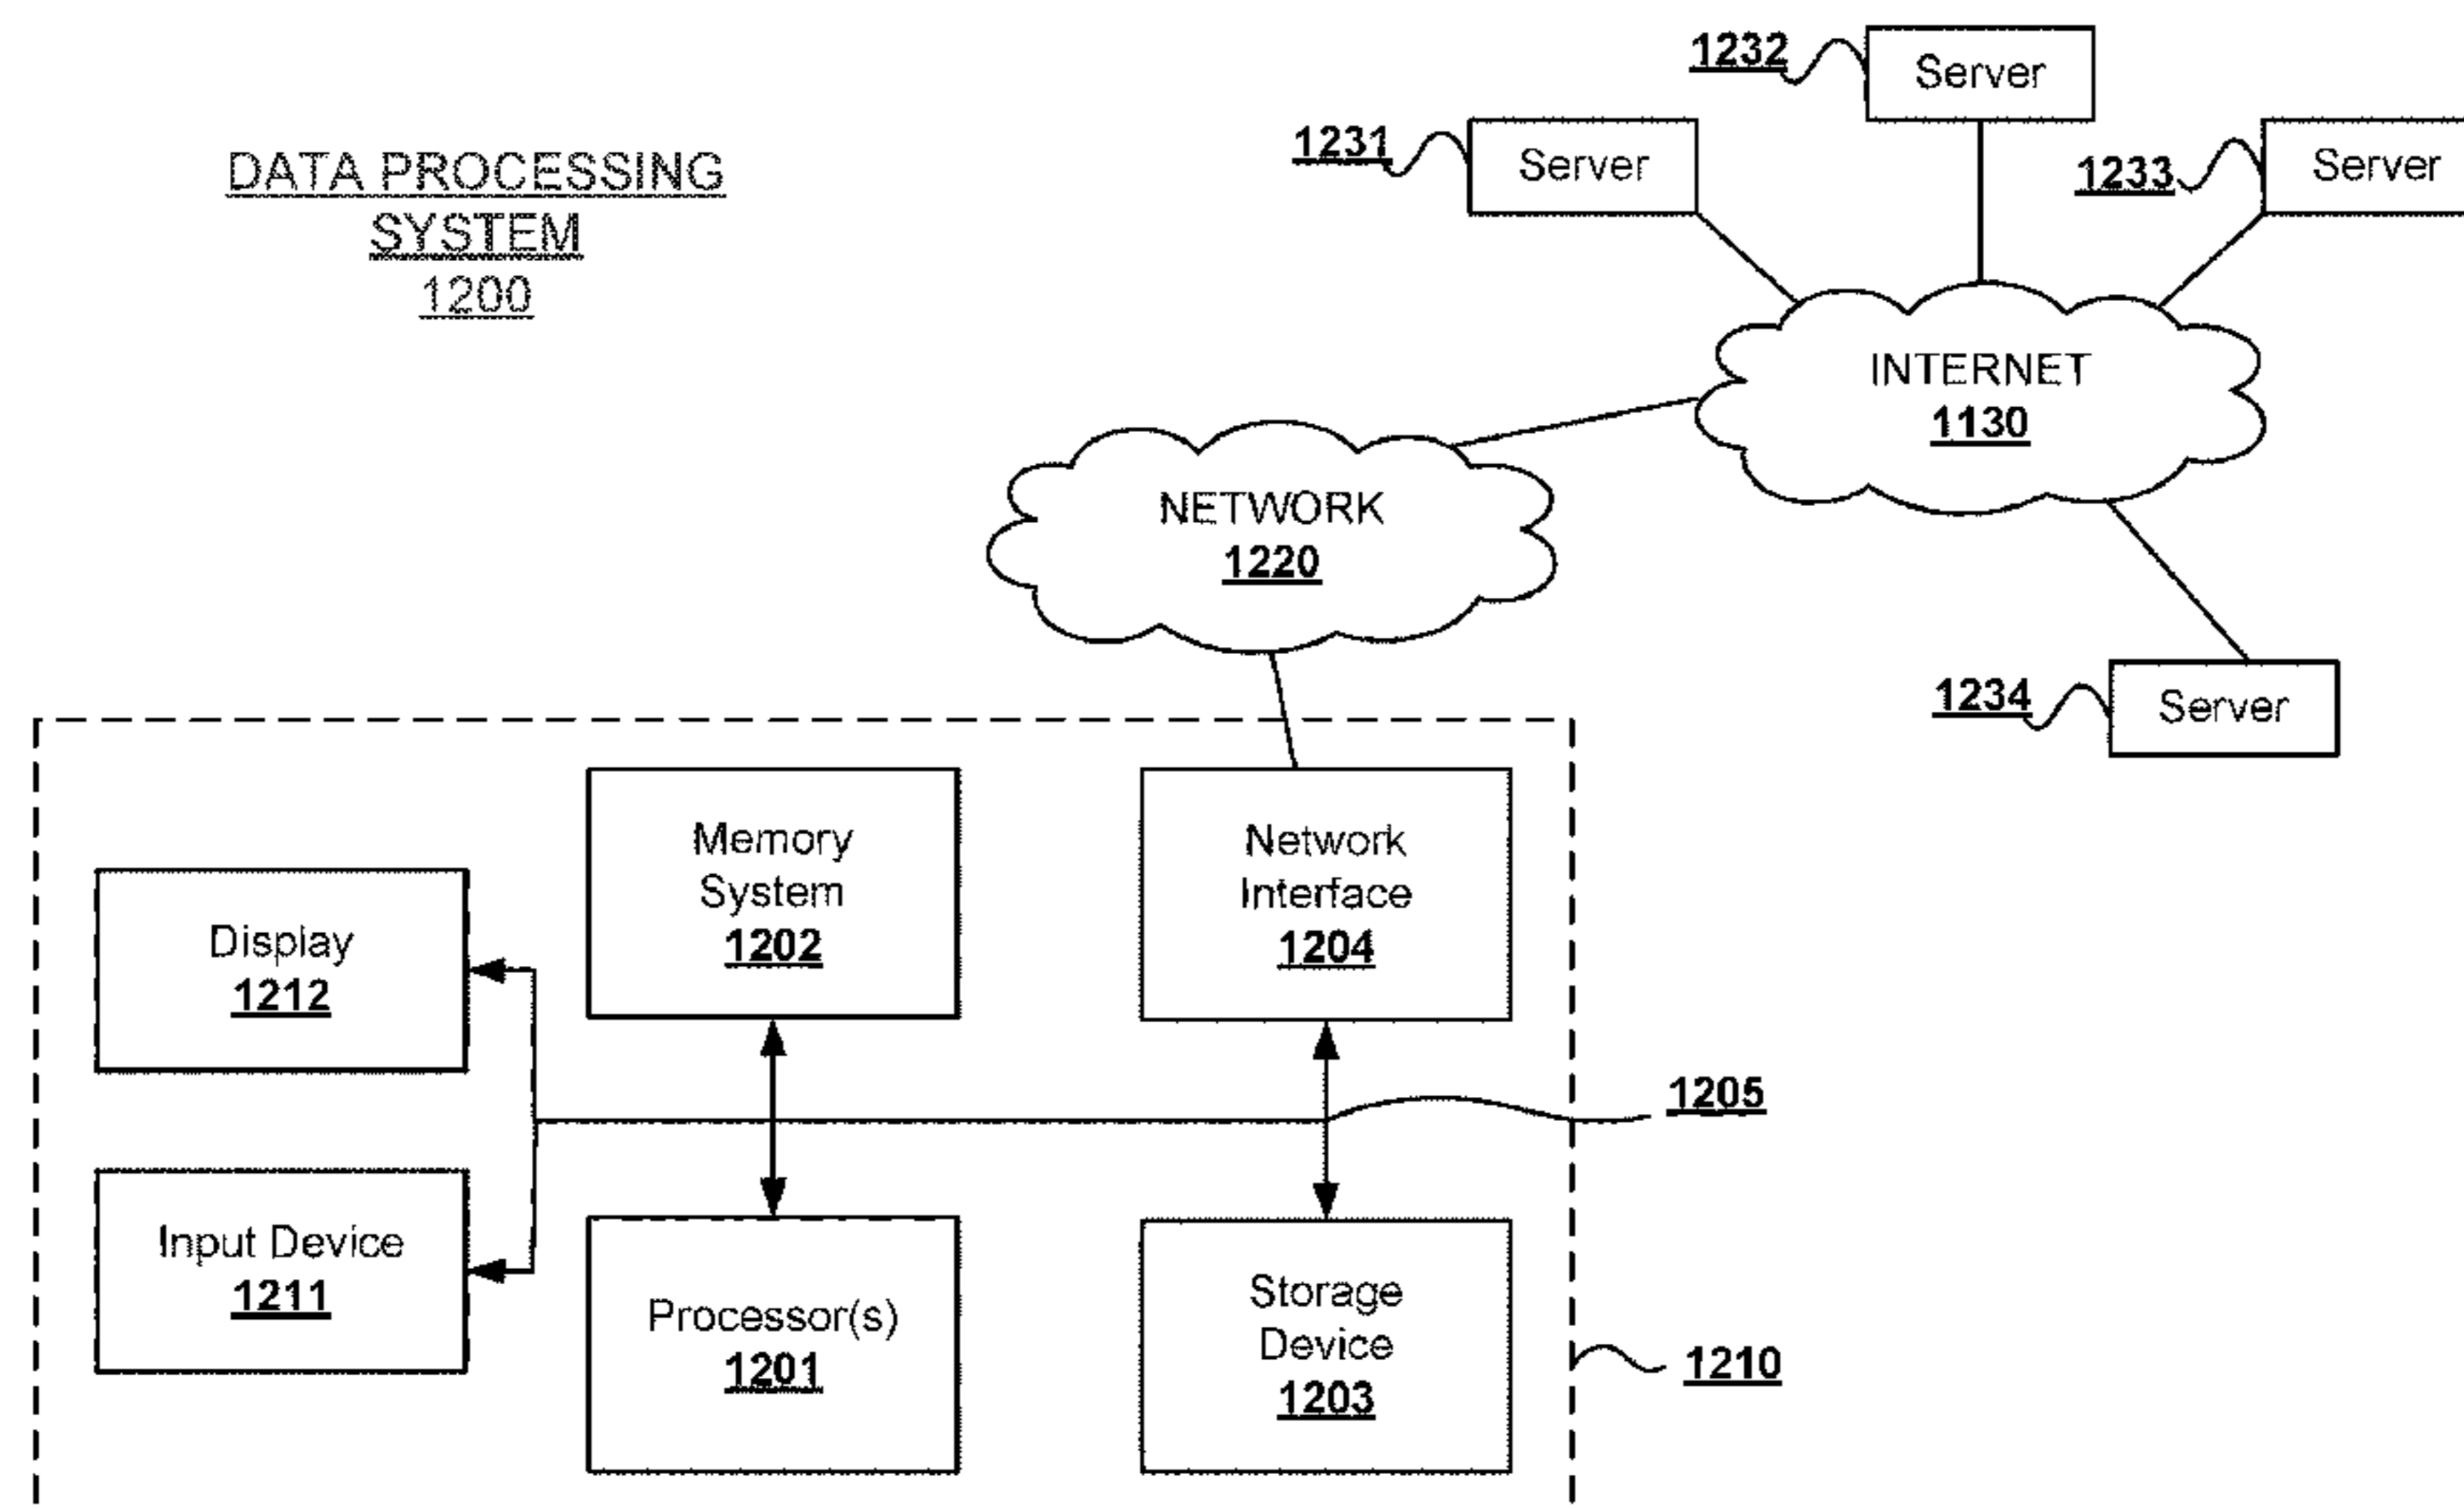 DATA PROCESSING
SYSTEM
1200
1232
Server
1231
Server
1233
Server
INTERNET
1130
NETWORK
1220
1234
Server
Memory
System
1202
Network
Interface
1204
Display
1212
1205
Input Device
1211
Processor(s)
1201
Storage
Device
1203
1210